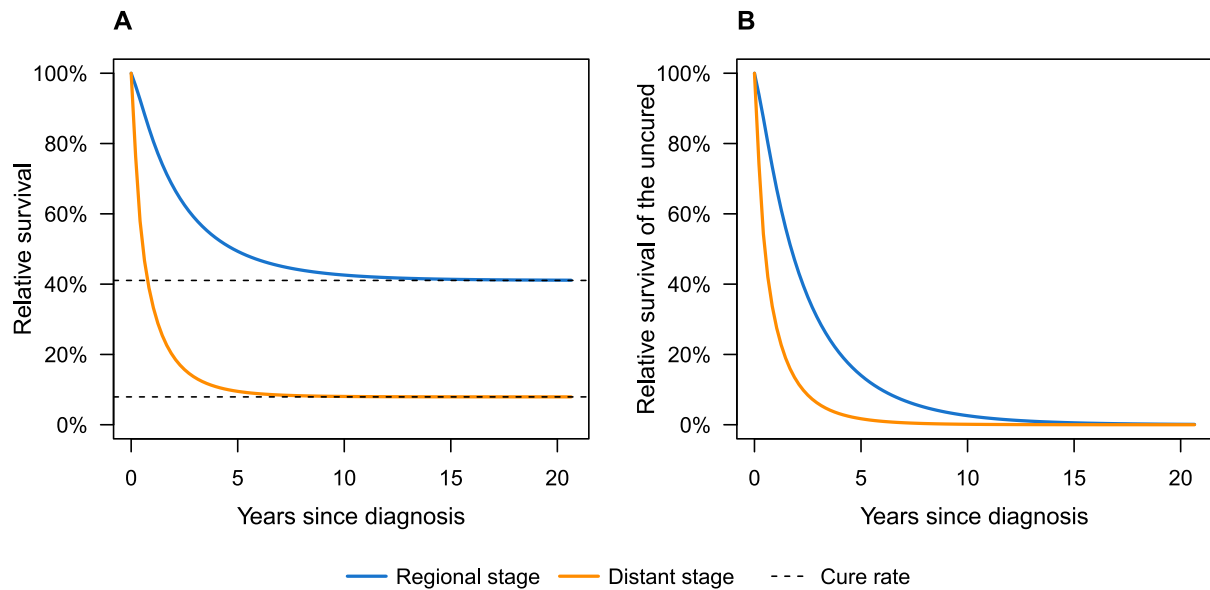 A
B
Relative survival
100%
80%
60%
40%
20%
0%
0 5 10 15 20
Years since diagnosis
Relative survival of the uncured
100%
80%
60%
40%
20%
0%
0 5 10 15 20
Years since diagnosis
Regional stage Distant stage Cure rate